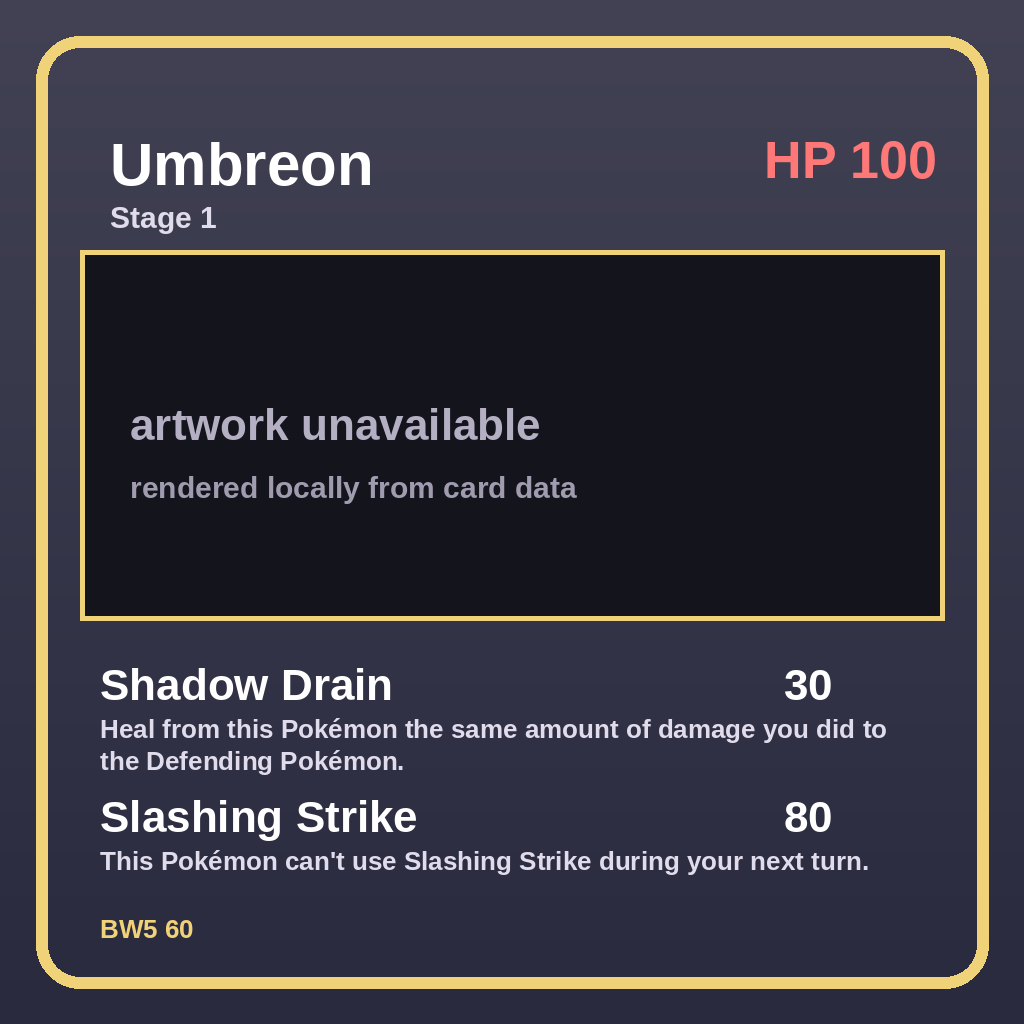 Umbreon
HP 100
Stage 1
artwork unavailable
rendered locally from card data
Shadow Drain 30
Heal from this Pokémon the same amount of damage you did to
the Defending Pokémon.
Slashing Strike 80
This Pokémon can't use Slashing Strike during your next turn.
BW5 60